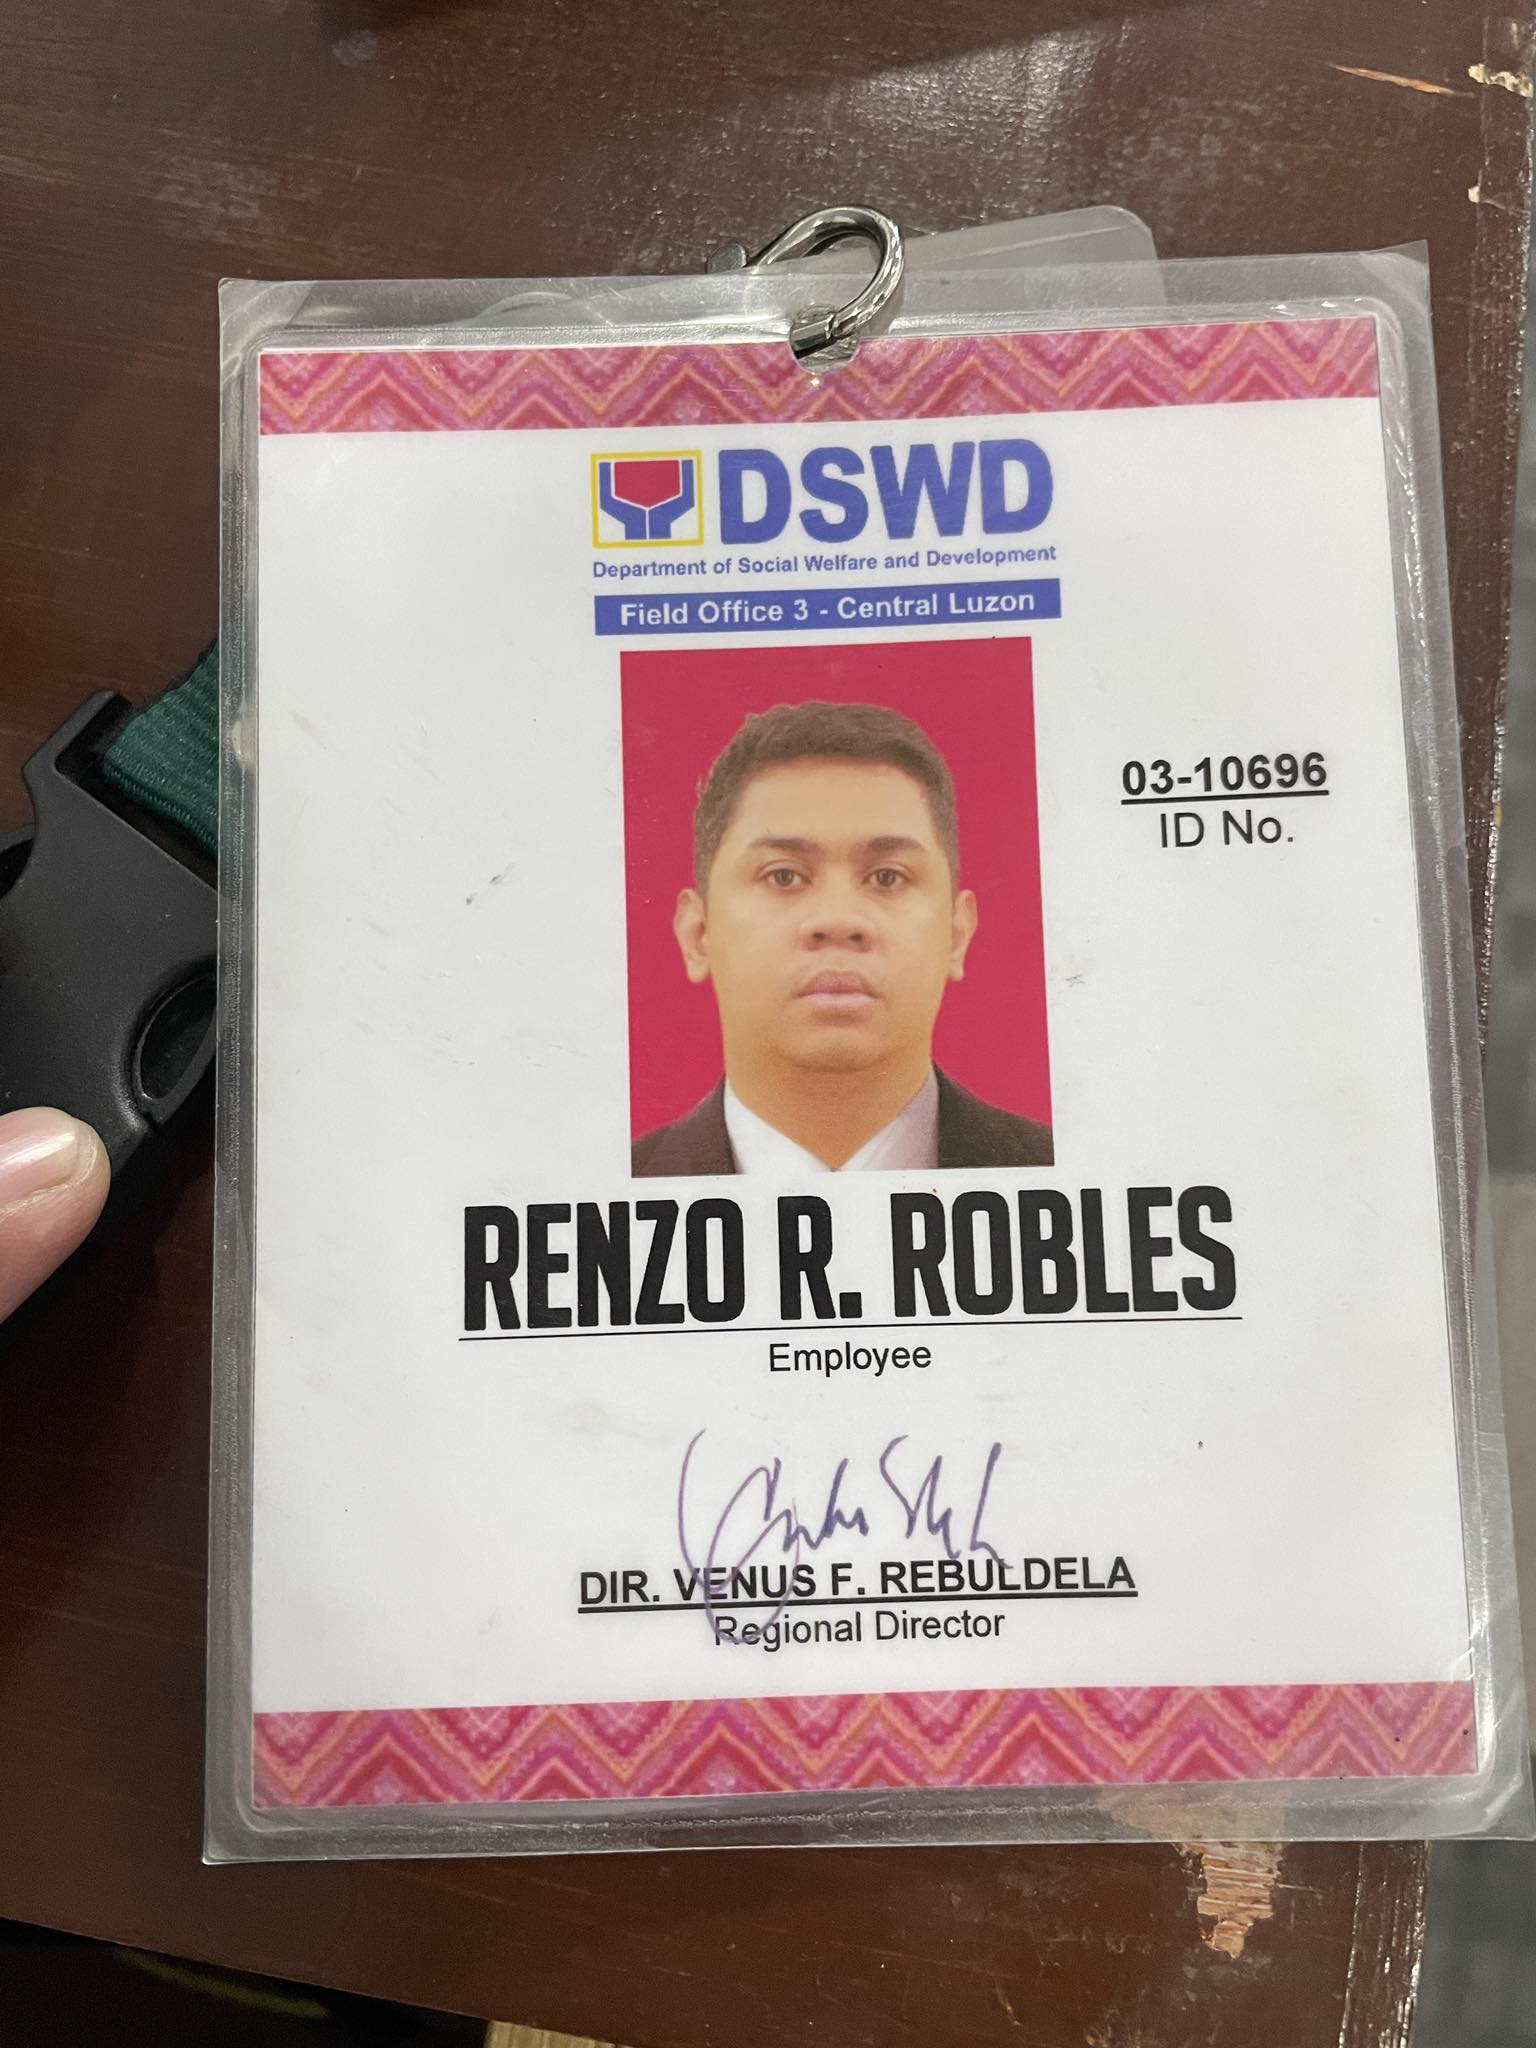 DSWD
Department of Social Welfare and Development
Field Office 3 - Central Luzon
03-10696
ID No.
RENZO R. ROBLES
Employee
DIR. VENUS F. REBULDELA
Regional Director